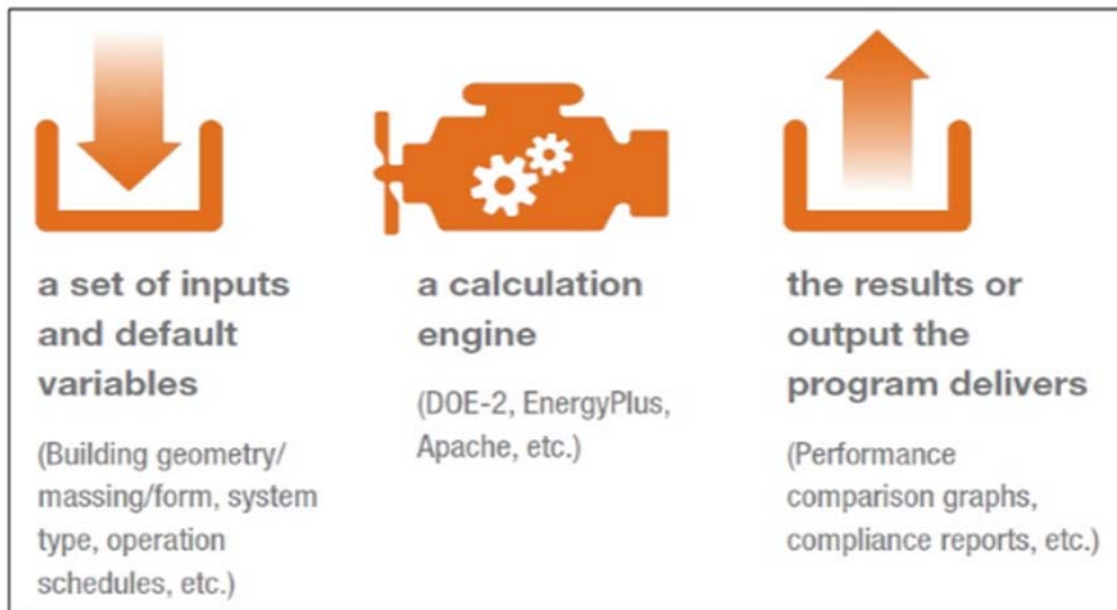 a set of inputs
and default
variables
(Building geometry/
massing/form, system
type, operation
schedules, etc.)
a calculation
engine
(DOE-2, EnergyPlus,
Apache, etc.)
the results or
output the
program delivers
(Performance
comparison graphs,
compliance reports, etc.)